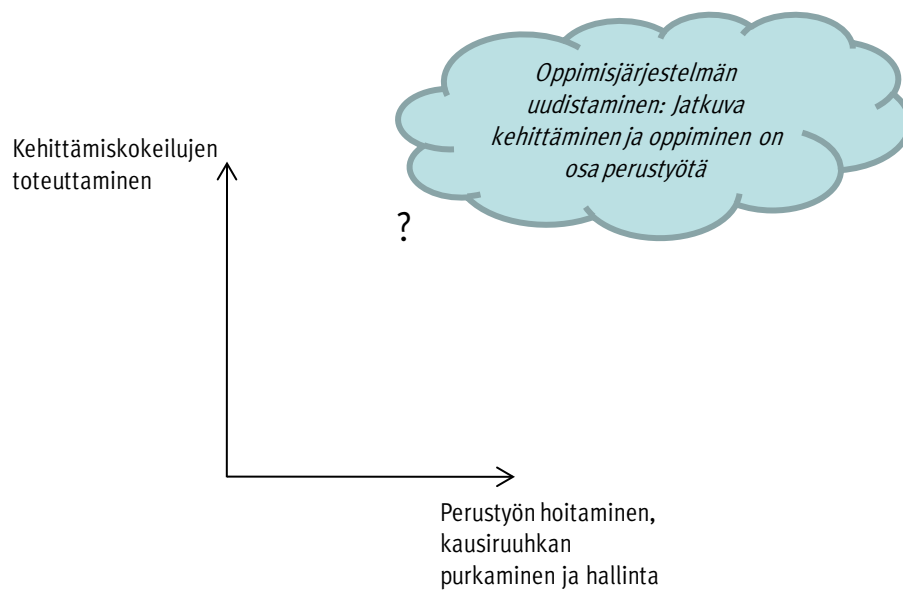 Oppimisjärjestelmän
uudistaminen: Jatkuva
kehittäminen ja oppiminen on
osa perustyötä
Kehittämiskokeilujen
toteuttaminen
?
Perustyön hoitaminen,
kausiruuhkan
purkaminen ja hallinta